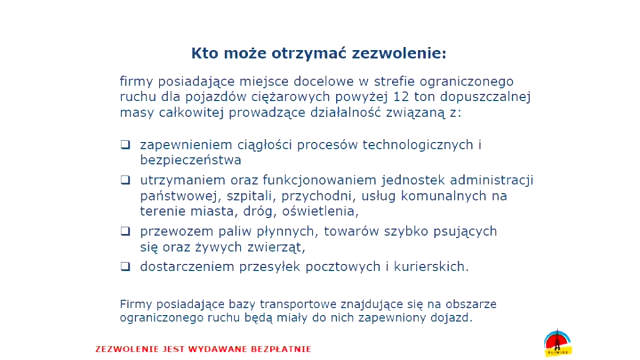 Kto może otrzymać zezwolenie:
firmy posiadające miejsce docelowe w strefie ograniczonego
ruchu dla pojazdów ciężarowych powyżej 12 ton dopuszczalnej
masy całkowitej prowadzące działalność związaną z:
❑ zapewnieniem ciągłości procesów technologicznych i
bezpieczeństwa
❑ utrzymaniem oraz funkcjonowaniem jednostek administracji
państwowej, szpitali, przychodni, usług komunalnych na
terenie miasta, dróg, oświetlenia,
❑ przewozem paliw płynnych, towarów szybko psujących
się oraz żywych zwierząt,
❑ dostarczeniem przesyłek pocztowych i kurierskich.
Firmy posiadające bazy transportowe znajdujące się na obszarze
ograniczonego ruchu będą miały do nich zapewniony dojazd.
ZEZWOLENIE JEST WYDAWANE BEZPŁATNIE
GLIWICE